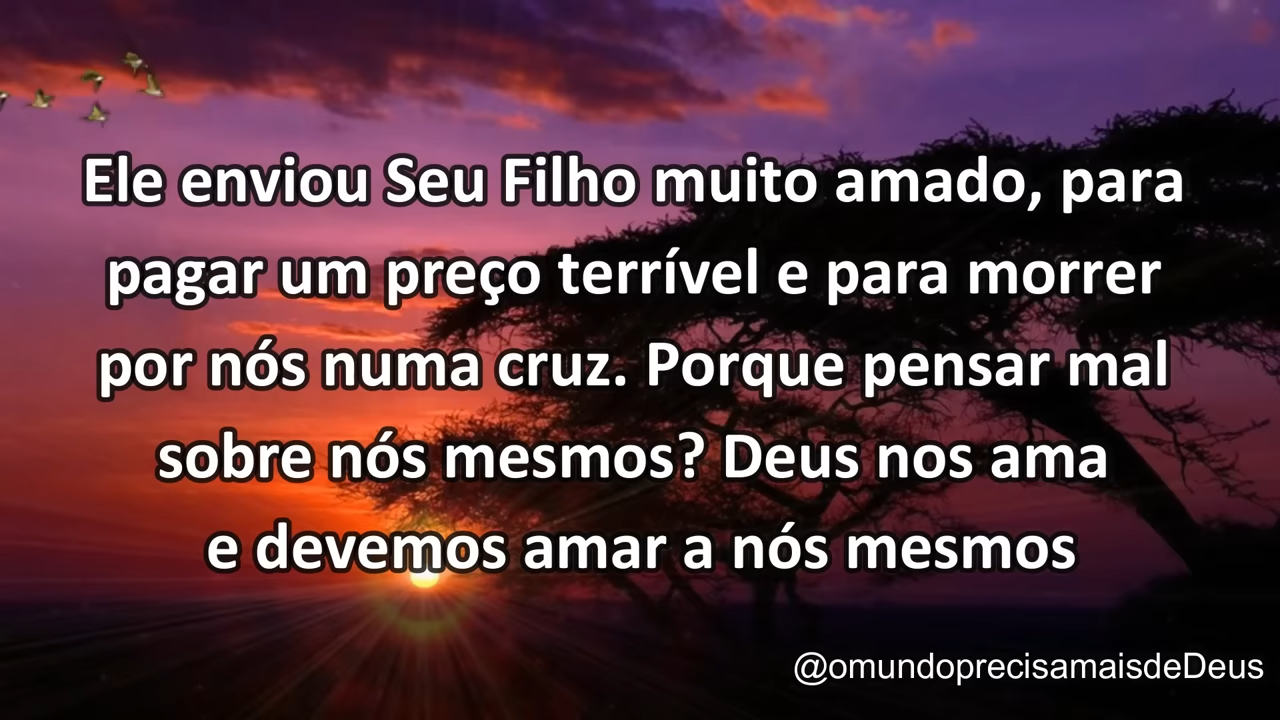 Ele enviou Seu Filho muito amado, para
pagar um preço terrível e para morrer
por nós numa cruz. Porque pensar mal
sobre nós mesmos? Deus nos ama
e devemos amar a nós mesmos
@omundoprecisamaisdeDeus